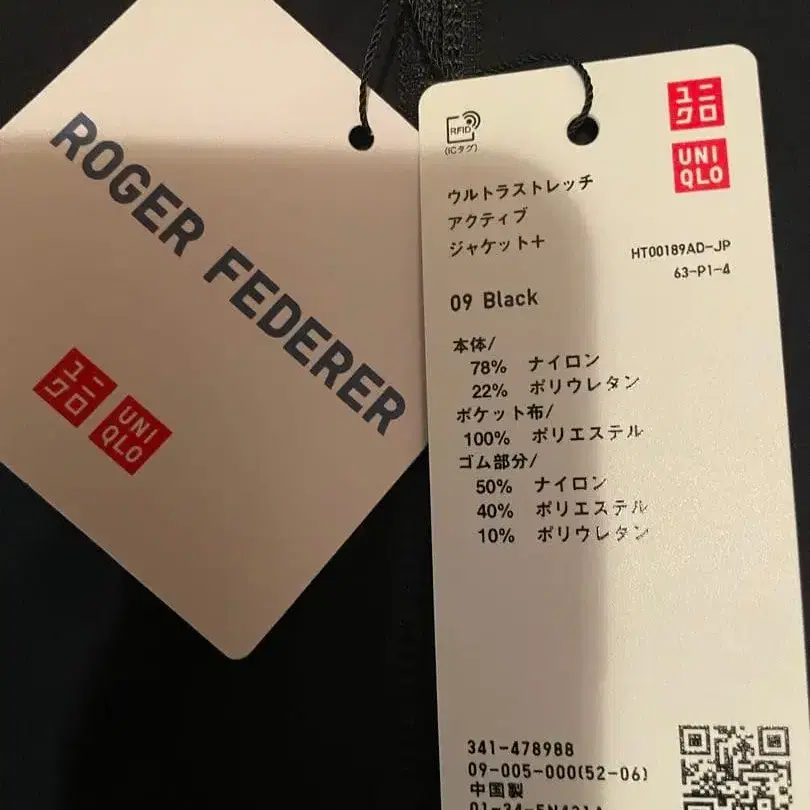 ROGER FEDERER
ユニ
クロ
UNI
QLO
RFID
(ICタグ)
ユニ
クロ
UNI
QLO
ウルトラストレッチ
アクティブ
ジャケット+
HT00189AD-JP
63-P1-4
09 Black
本体/
78% ナイロン
22% ポリウレタン
ポケット布/
100% ポリエステル
ゴム部分/
50% ナイロン
40% ポリエステル
10% ポリウレタン
341-478988
09-005-000(52-06)
中国製